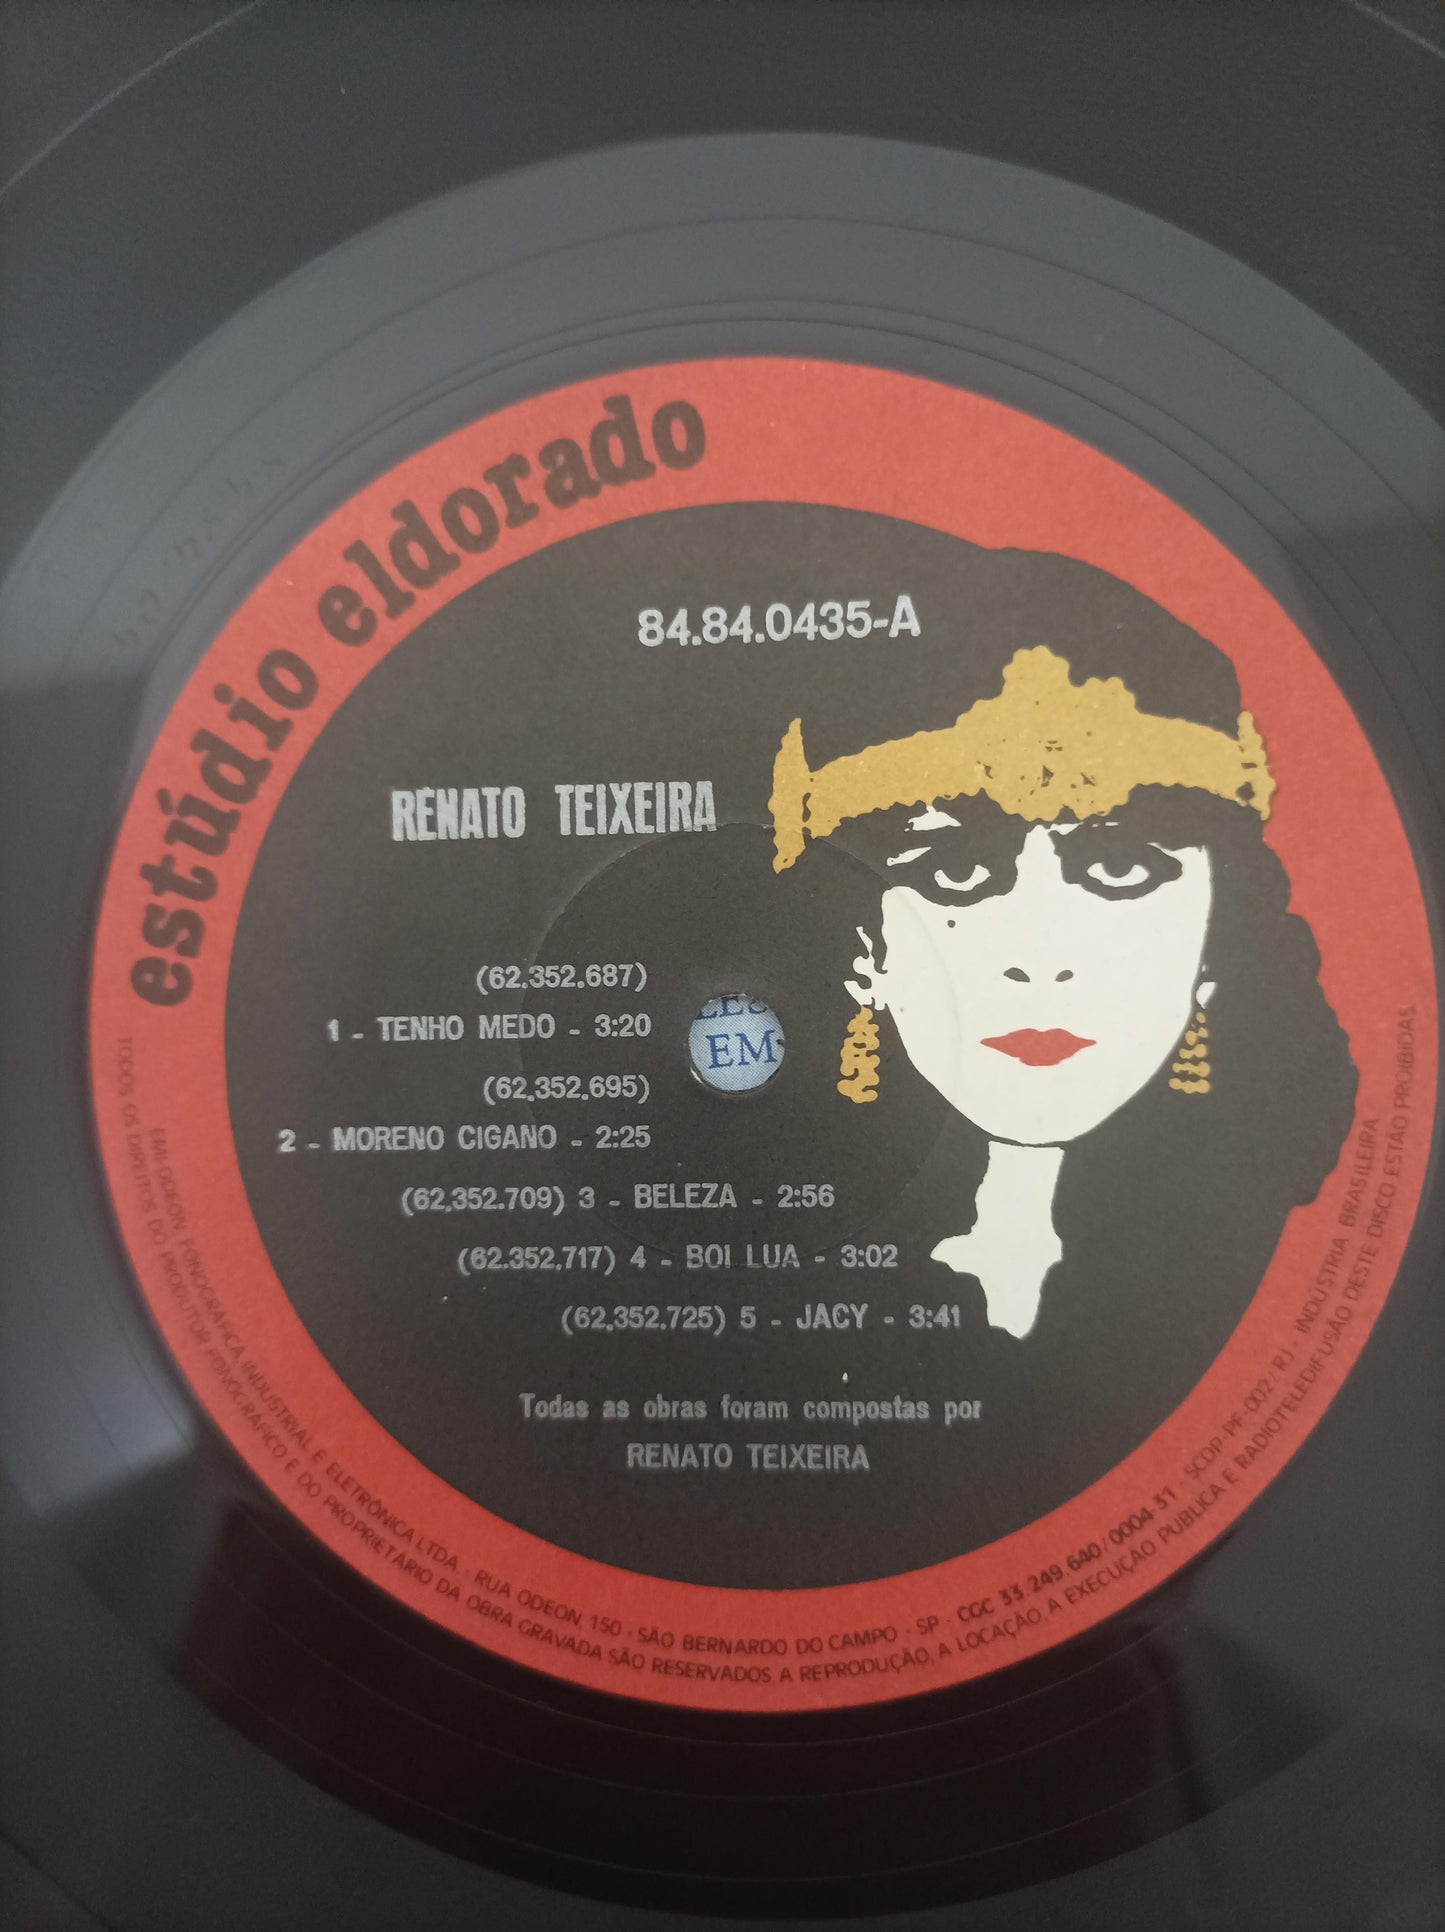 estúdio eldorado
84.84.0435-A
RENATO TEIXEIRA
(62.352.687)
1 - TENHO MEDO - 3:20
(62.352.695)
2 - MORENO CIGANO - 2:25
(62.352.709) 3 - BELEZA - 2:56
(62.352.717) 4 - BOI LUA - 3:02
(62.352.725) 5 - JACY - 3:41
Todas as obras foram compostas por
RENATO TEIXEIRA
EM
EMI-ODEON, FONOGRÁFICA, INDUSTRIAL E ELETRÔNICA LTDA. - RUA ODEON, 150 - SÃO BERNARDO DO CAMPO - SP - CGC 33.249.640/0004-31 - SCDP-PF-002/RJ - INDUSTRIA BRASILEIRA
TODOS OS DIREITOS DO PRODUTOR FONOGRÁFICO E DO PROPRIETÁRIO DA OBRA GRAVADA SÃO RESERVADOS. A REPRODUÇÃO, A LOCAÇÃO, A EXECUÇÃO PUBLICA E RADIOTELEDIFUSÃO DESTE DISCO ESTÃO PROIBIDAS.